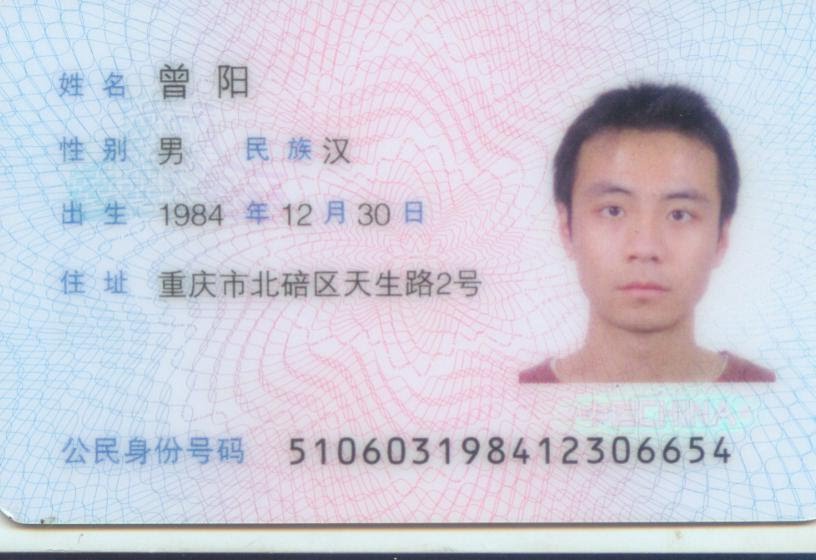 姓名 曾阳
性别 男 民族 汉
出生 1984 年 12 月 30 日
住址 重庆市北碚区天生路2号
公民身份号码 510603198412306654